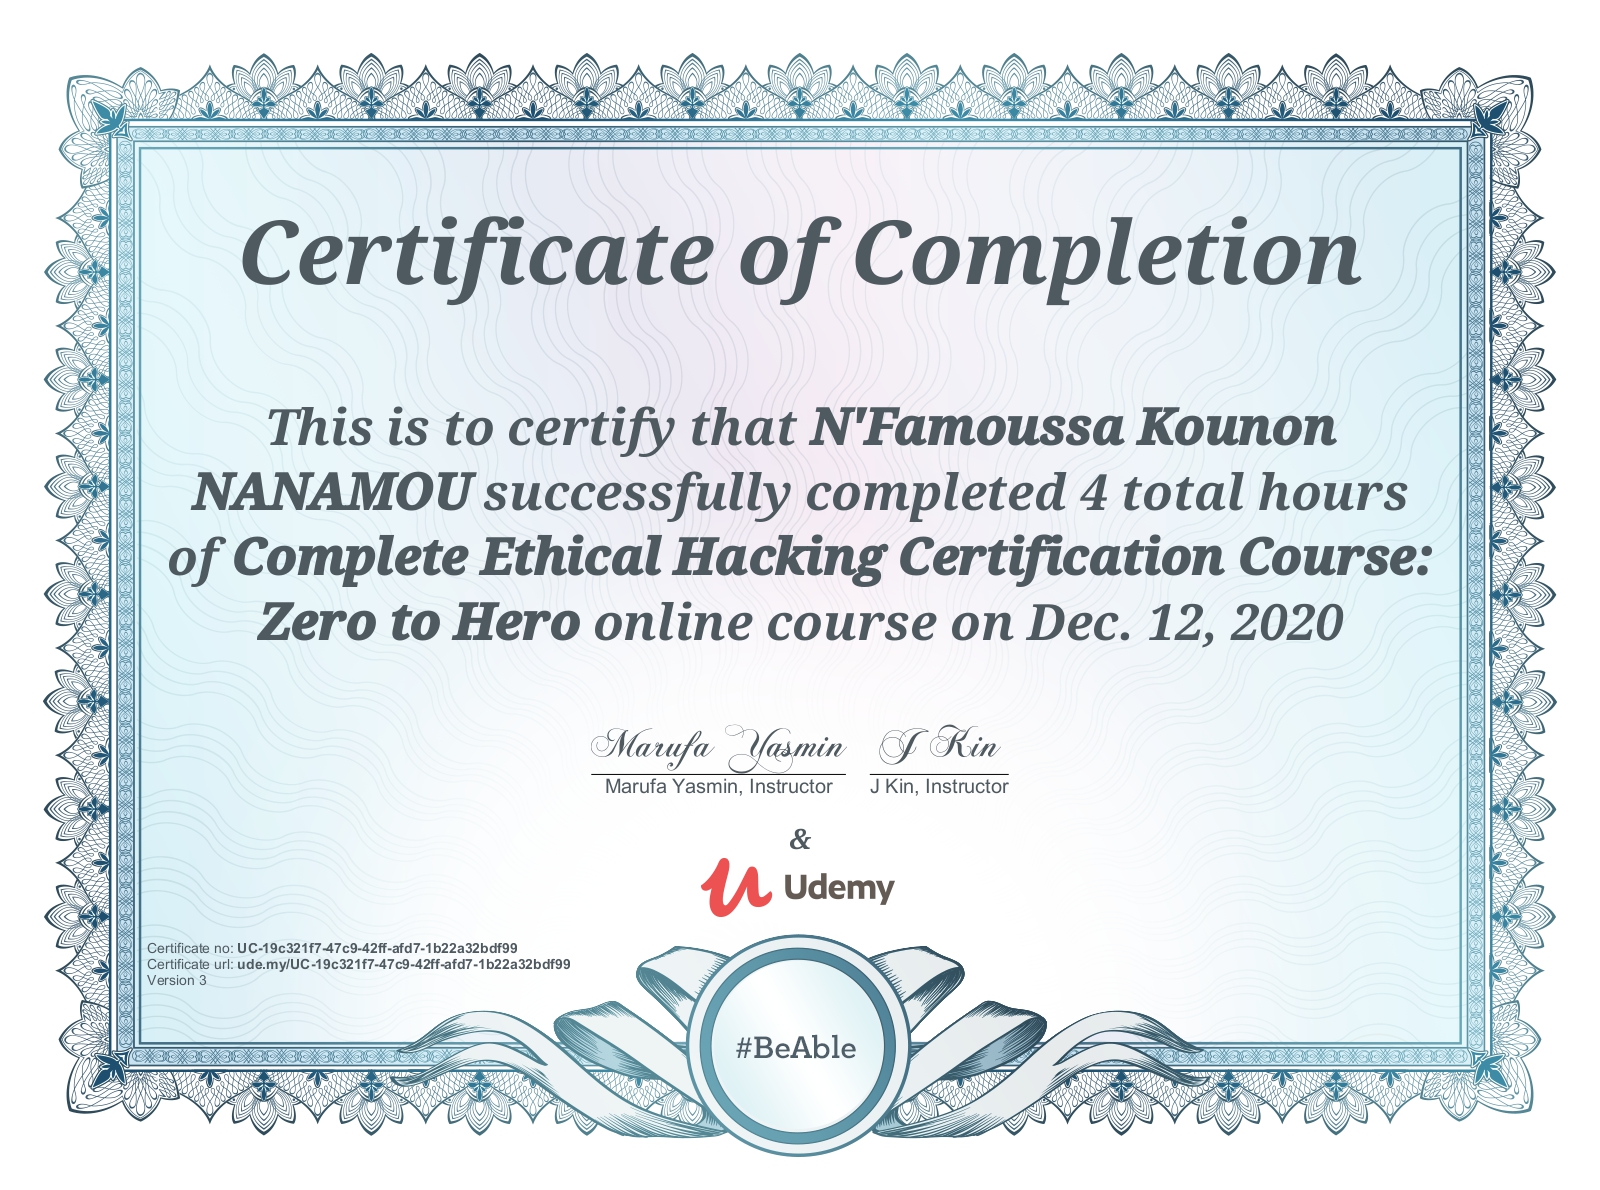 Certificate of Completion
This is to certify that N'Famoussa Kounon
NANAMOU successfully completed 4 total hours
of Complete Ethical Hacking Certification Course:
Zero to Hero online course on Dec. 12, 2020
Marufa Yasmin J Kin
Marufa Yasmin, Instructor J Kin, Instructor
&
Udemy
Certificate no: UC-19c321f7-47c9-42ff-afd7-1b22a32bdf99
Certificate url: ude.my/UC-19c321f7-47c9-42ff-afd7-1b22a32bdf99
Version 3
#BeAble